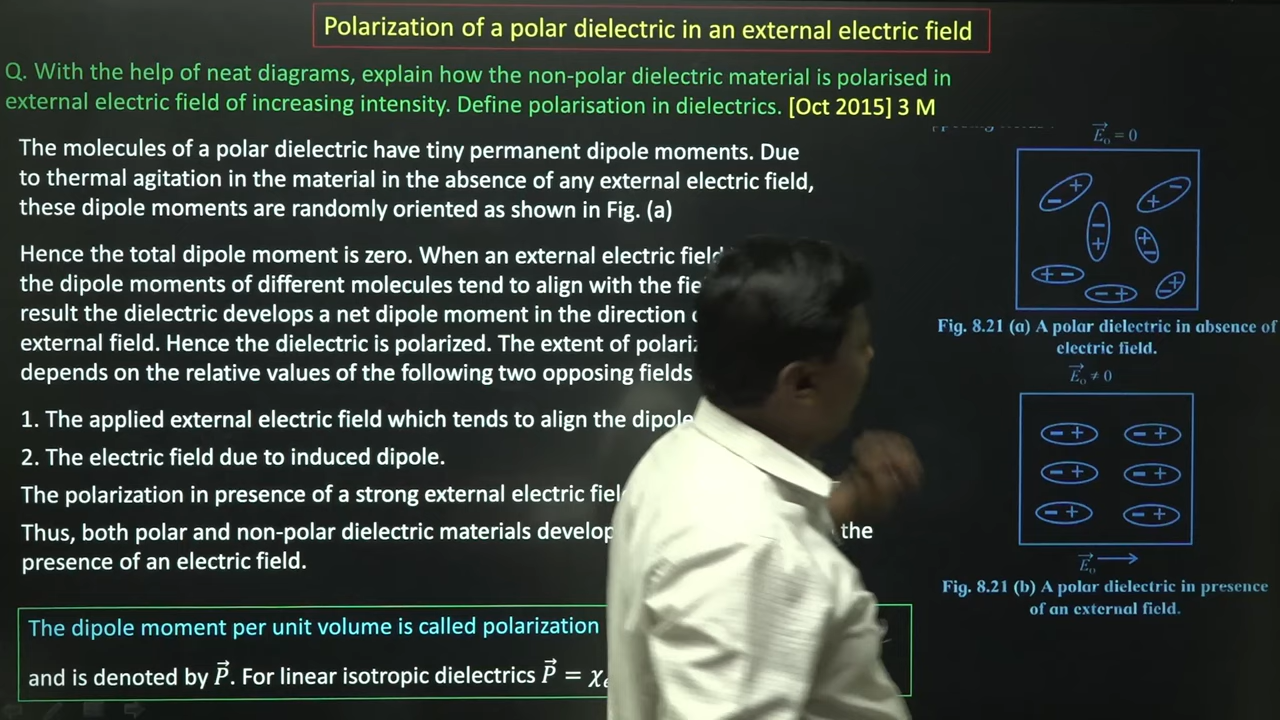 Polarization of a polar dielectric in an external electric field
Q. With the help of neat diagrams, explain how the non-polar dielectric material is polarised in
external electric field of increasing intensity. Define polarisation in dielectrics. [Oct 2015] 3 M
The molecules of a polar dielectric have tiny permanent dipole moments. Due
to thermal agitation in the material in the absence of any external electric field,
these dipole moments are randomly oriented as shown in Fig. (a)
Hence the total dipole moment is zero. When an external electric
the dipole moments of different molecules tend to align with the
result the dielectric develops a net dipole moment in the direction
external field. Hence the dielectric is polarized. The extent of
depends on the relative values of the following two opposing fields
1. The applied external electric field which tends to align the
2. The electric field due to induced dipole.
The polarization in presence of a strong external electric
Thus, both polar and non-polar dielectric materials develop the
presence of an electric field.
The dipole moment per unit volume is called polarization
and is denoted by P⃗. For linear isotropic dielectrics P⃗ = χₑ
E⃗₀ = 0
- +
- +
+ -
- +
+ -
- +
- +
Fig. 8.21 (a) A polar dielectric in absence of
electric field.
E⃗₀ ≠ 0
- + - +
- + - +
- + - +
E⃗₀ →
Fig. 8.21 (b) A polar dielectric in presence
of an external field.